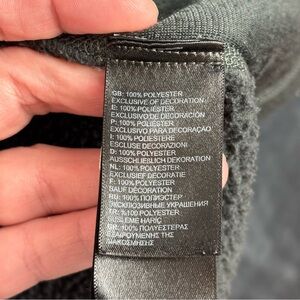 GB: 100% POLYESTER
EXCLUSIVE OF DECORATION
E: 100% POLIÉSTER
EXCLUSIVO DE DECORACIÓN
P: 100% POLIÉSTER
EXCLUSIVO PARA DECORAÇÃO
I: 100% POLIESTERE
ESCLUSE DECORAZIONI
D: 100% POLYESTER
AUSSCHLIEẞLICH DEKORATION
NL: 100% POLYESTER
EXCLUSIEF DECORATIE
F: 100% POLYESTER
SAUF DÉCORATION
RU: 100% ПОЛИЭСТЕР
ЭКСКЛЮЗИВНЫЕ УКРАШЕНИЯ
TR: %100 POLYESTER
SÜSLEME HARİÇ
GR: 100% ΠΟΛΥΕΣΤΕΡΑΣ
ΕΞΑΙΡΟΥΜΕΝΗΣ ΤΗΣ
ΔΙΑΚΟΣΜΗΣΗΣ